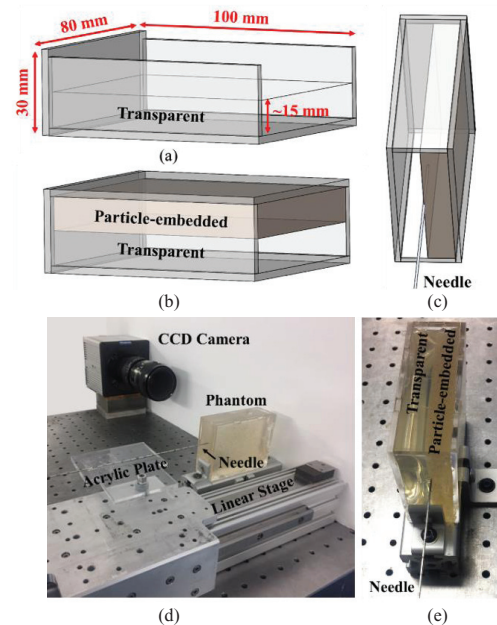 80 mm
100 mm
30 mm
Transparent
~15 mm
(a)
Particle-embedded
Transparent
(b)
Needle
(c)
CCD Camera
Phantom
Needle
Acrylic Plate
Linear Stage
(d)
Transparent
Particle-embedded
Needle
(e)